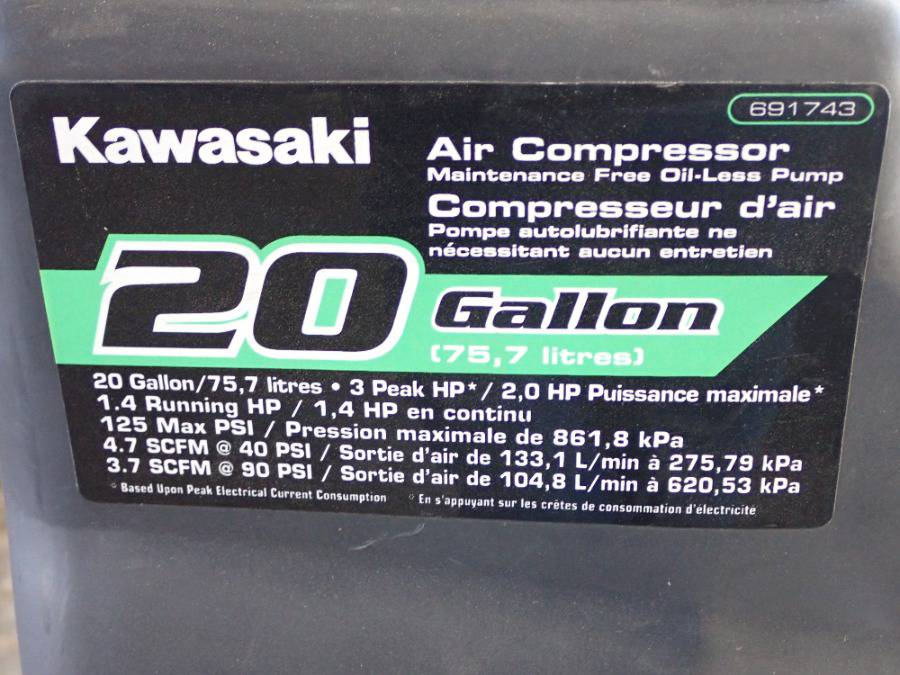 691743
Kawasaki
Air Compressor
Maintenance Free Oil-Less Pump
Compresseur d'air
Pompe autolubrifiante ne
nécessitant aucun entretien
20 Gallon
(75,7 litres)
20 Gallon/75,7 litres • 3 Peak HP* / 2,0 HP Puissance maximale*
1.4 Running HP / 1,4 HP en continu
125 Max PSI / Pression maximale de 861,8 kPa
4.7 SCFM @ 40 PSI / Sortie d'air de 133,1 L/min à 275,79 kPa
3.7 SCFM @ 90 PSI / Sortie d'air de 104,8 L/min à 620,53 kPa
* Based Upon Peak Electrical Current Consumption * En s'appuyant sur les crêtes de consommation d'électricité